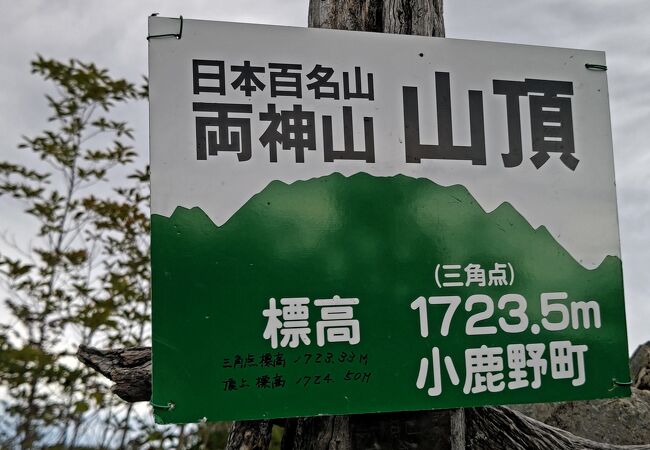 日本百名山
両神山 山頂
(三角点)
標高 1723.5m
小鹿野町
三角点標高 1723.33M
頂上標高 1724.50M